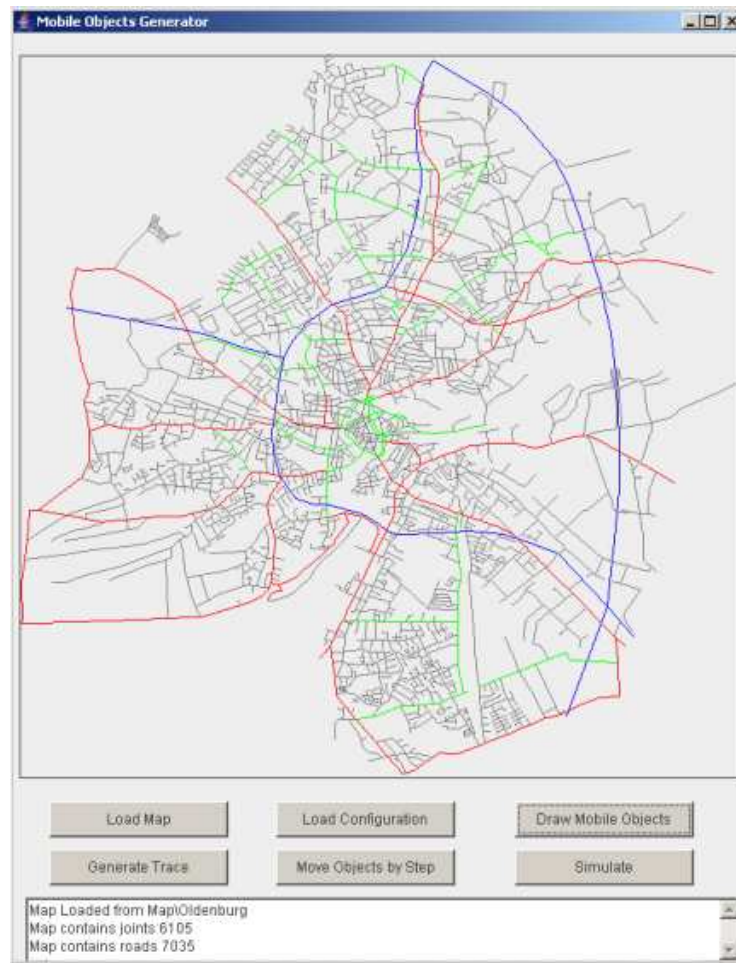 Mobile Objects Generator
Load Map
Load Configuration
Draw Mobile Objects
Generate Trace
Move Objects by Step
Simulate
Map Loaded from Map\Oldenburg
Map contains joints 6105
Map contains roads 7035